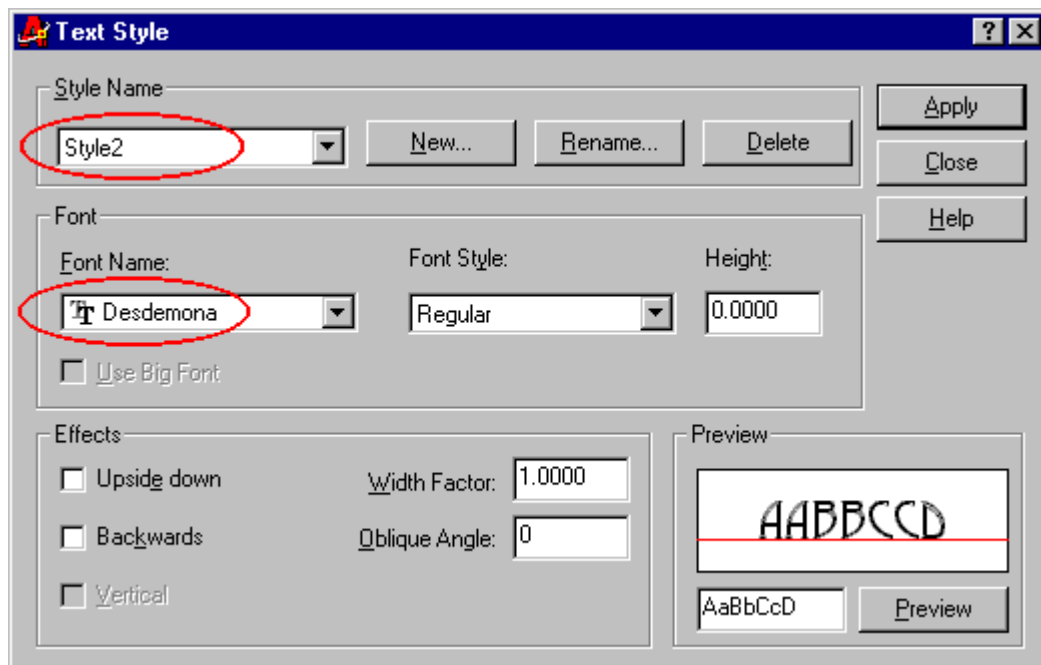 Text Style
Style Name
Style2 New... Rename... Delete
Apply
Close
Help
Font
Font Name: Font Style: Height:
Desdemona Regular 0.0000
Use Big Font
Effects
Upside down Width Factor: 1.0000
Backwards Oblique Angle: 0
Vertical
Preview
AABBCCD
AaBbCcD Preview